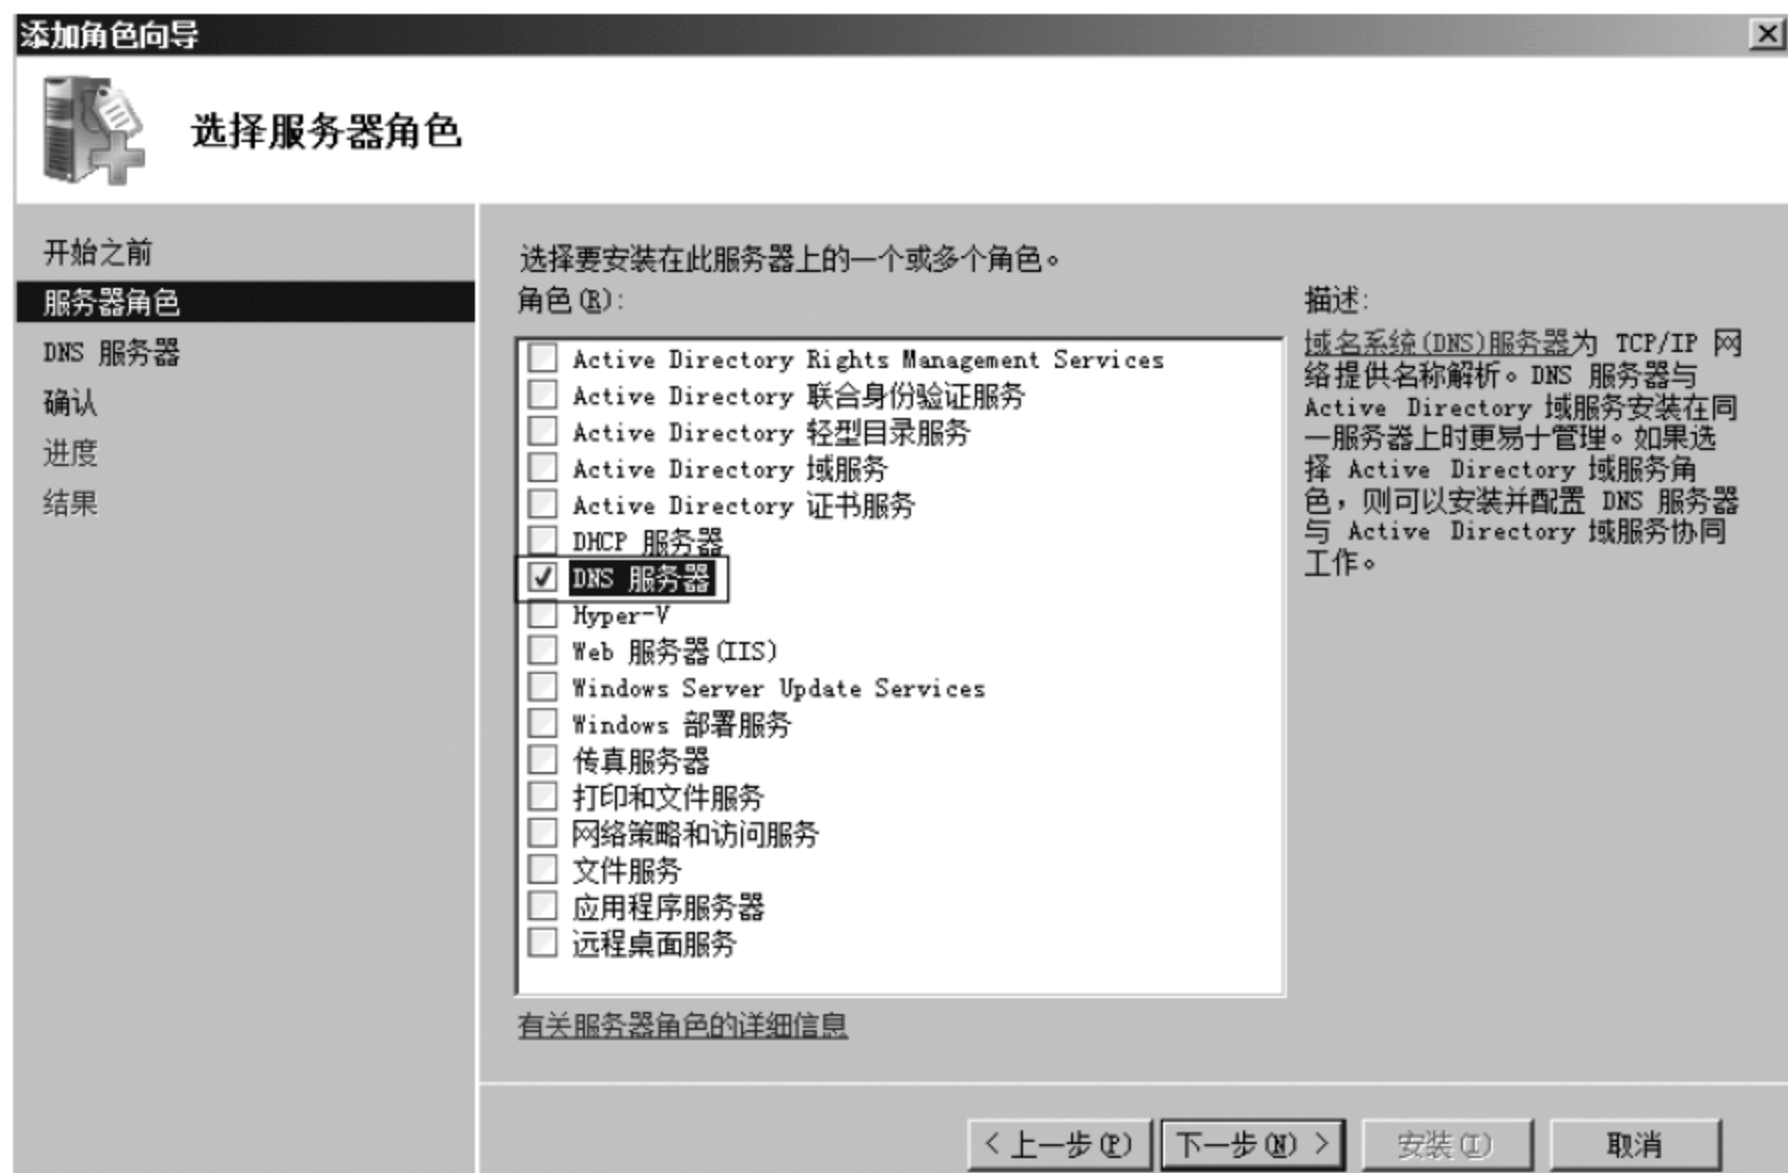 添加角色向导
选择服务器角色
开始之前
服务器角色
DNS 服务器
确认
进度
结果
选择要安装在此服务器上的一个或多个角色。
角色(R):
Active Directory Rights Management Services
Active Directory 联合身份验证服务
Active Directory 轻型目录服务
Active Directory 域服务
Active Directory 证书服务
DHCP 服务器
DNS 服务器
Hyper-V
Web 服务器(IIS)
Windows Server Update Services
Windows 部署服务
传真服务器
打印和文件服务
网络策略和访问服务
文件服务
应用程序服务器
远程桌面服务
有关服务器角色的详细信息
描述:
域名系统(DNS)服务器为 TCP/IP 网
络提供名称解析。DNS 服务器与
Active Directory 域服务安装在同
一服务器上时更易于管理。如果选
择 Active Directory 域服务角
色，则可以安装并配置 DNS 服务器
与 Active Directory 域服务协同
工作。
< 上一步(P)
下一步(N) >
安装(I)
取消